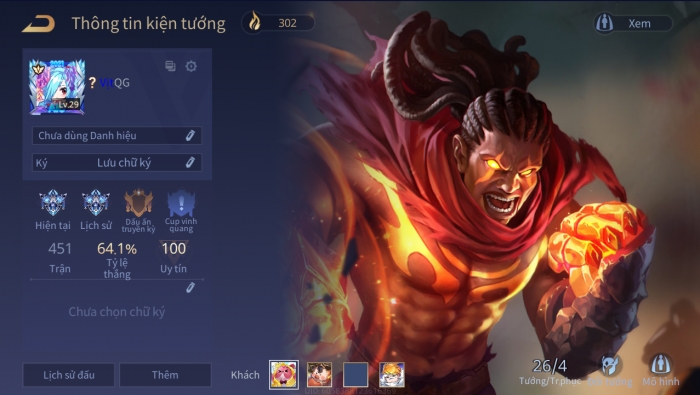 Thông tin kiện tướng
302
Xem
? VịtQG
Lv.29
Chưa dùng Danh hiệu
Ký Lưu chữ ký
Hiện tại
Lịch sử
Dấu ấn truyền kỳ
Cup vinh quang
451
Trận
64.1%
Tỷ lệ thắng
100
Uy tín
Chưa chọn chữ ký
Lịch sử đấu
Thêm
Khách
26/4
Tướng/Tr.phục
Mô hình